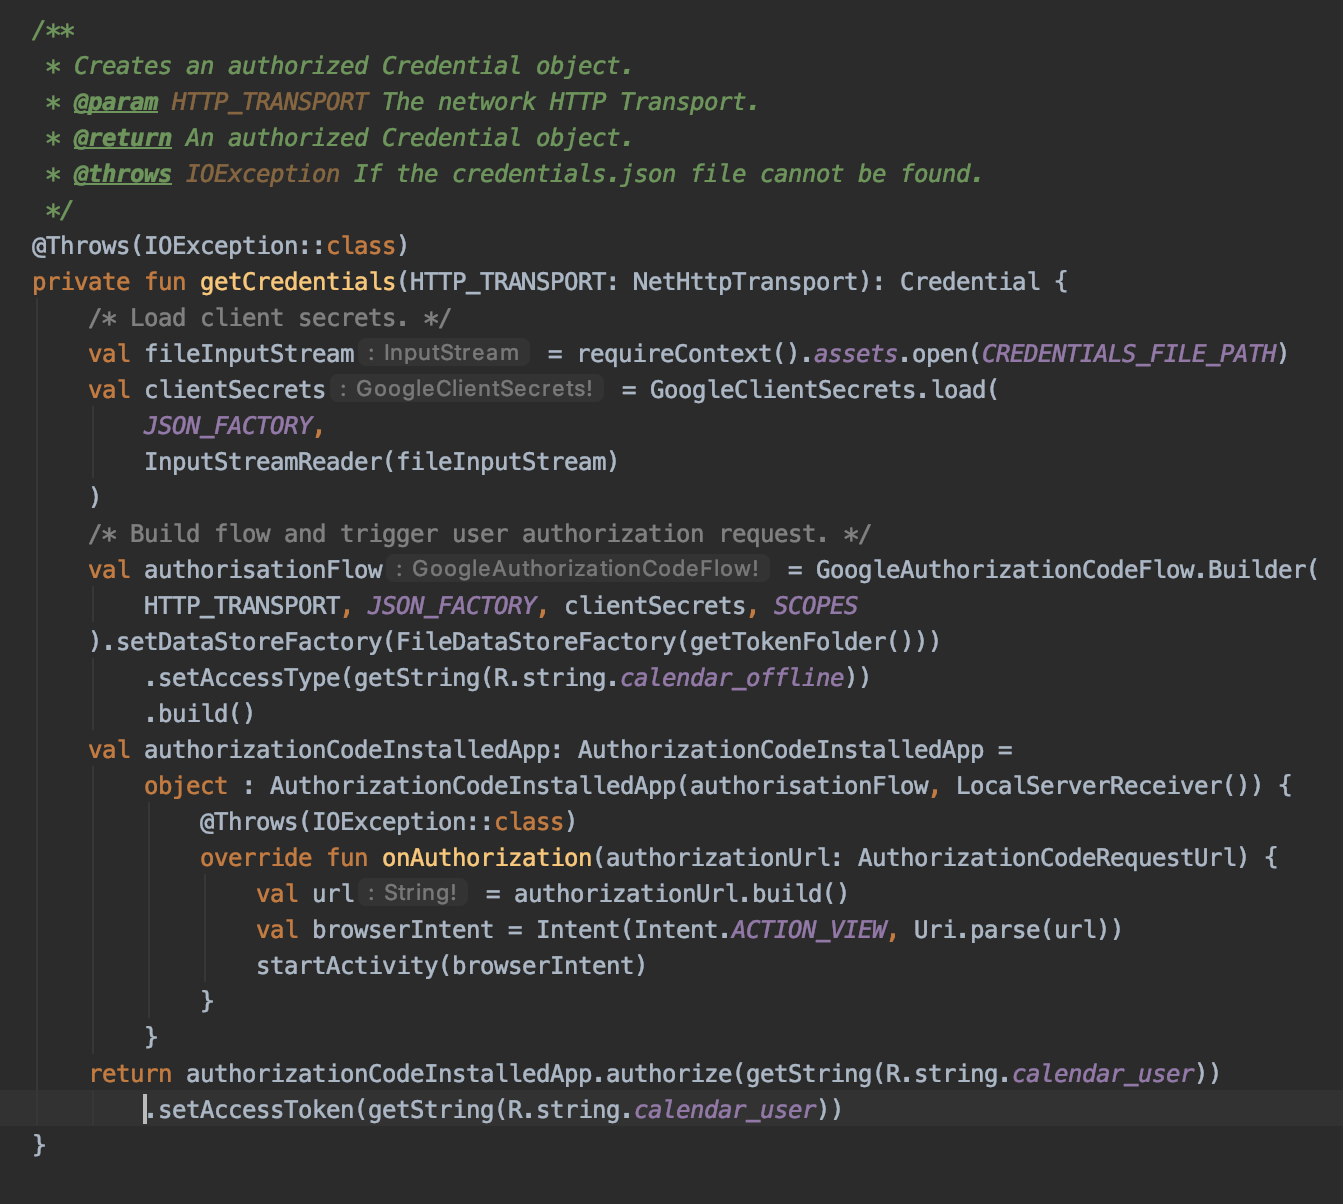 /**
 * Creates an authorized Credential object.
 * @param HTTP_TRANSPORT The network HTTP Transport.
 * @return An authorized Credential object.
 * @throws IOException If the credentials.json file cannot be found.
 */
@Throws(IOException::class)
private fun getCredentials(HTTP_TRANSPORT: NetHttpTransport): Credential {
    /* Load client secrets. */
    val fileInputStream : InputStream = requireContext().assets.open(CREDENTIALS_FILE_PATH)
    val clientSecrets : GoogleClientSecrets! = GoogleClientSecrets.load(
        JSON_FACTORY,
        InputStreamReader(fileInputStream)
    )
    /* Build flow and trigger user authorization request. */
    val authorisationFlow : GoogleAuthorizationCodeFlow! = GoogleAuthorizationCodeFlow.Builder(
        HTTP_TRANSPORT, JSON_FACTORY, clientSecrets, SCOPES
    ).setDataStoreFactory(FileDataStoreFactory(getTokenFolder()))
        .setAccessType(getString(R.string.calendar_offline))
        .build()
    val authorizationCodeInstalledApp: AuthorizationCodeInstalledApp =
        object : AuthorizationCodeInstalledApp(authorisationFlow, LocalServerReceiver()) {
            @Throws(IOException::class)
            override fun onAuthorization(authorizationUrl: AuthorizationCodeRequestUrl) {
                val url : String! = authorizationUrl.build()
                val browserIntent = Intent(Intent.ACTION_VIEW, Uri.parse(url))
                startActivity(browserIntent)
            }
        }
    return authorizationCodeInstalledApp.authorize(getString(R.string.calendar_user))
        .setAccessToken(getString(R.string.calendar_user))
}